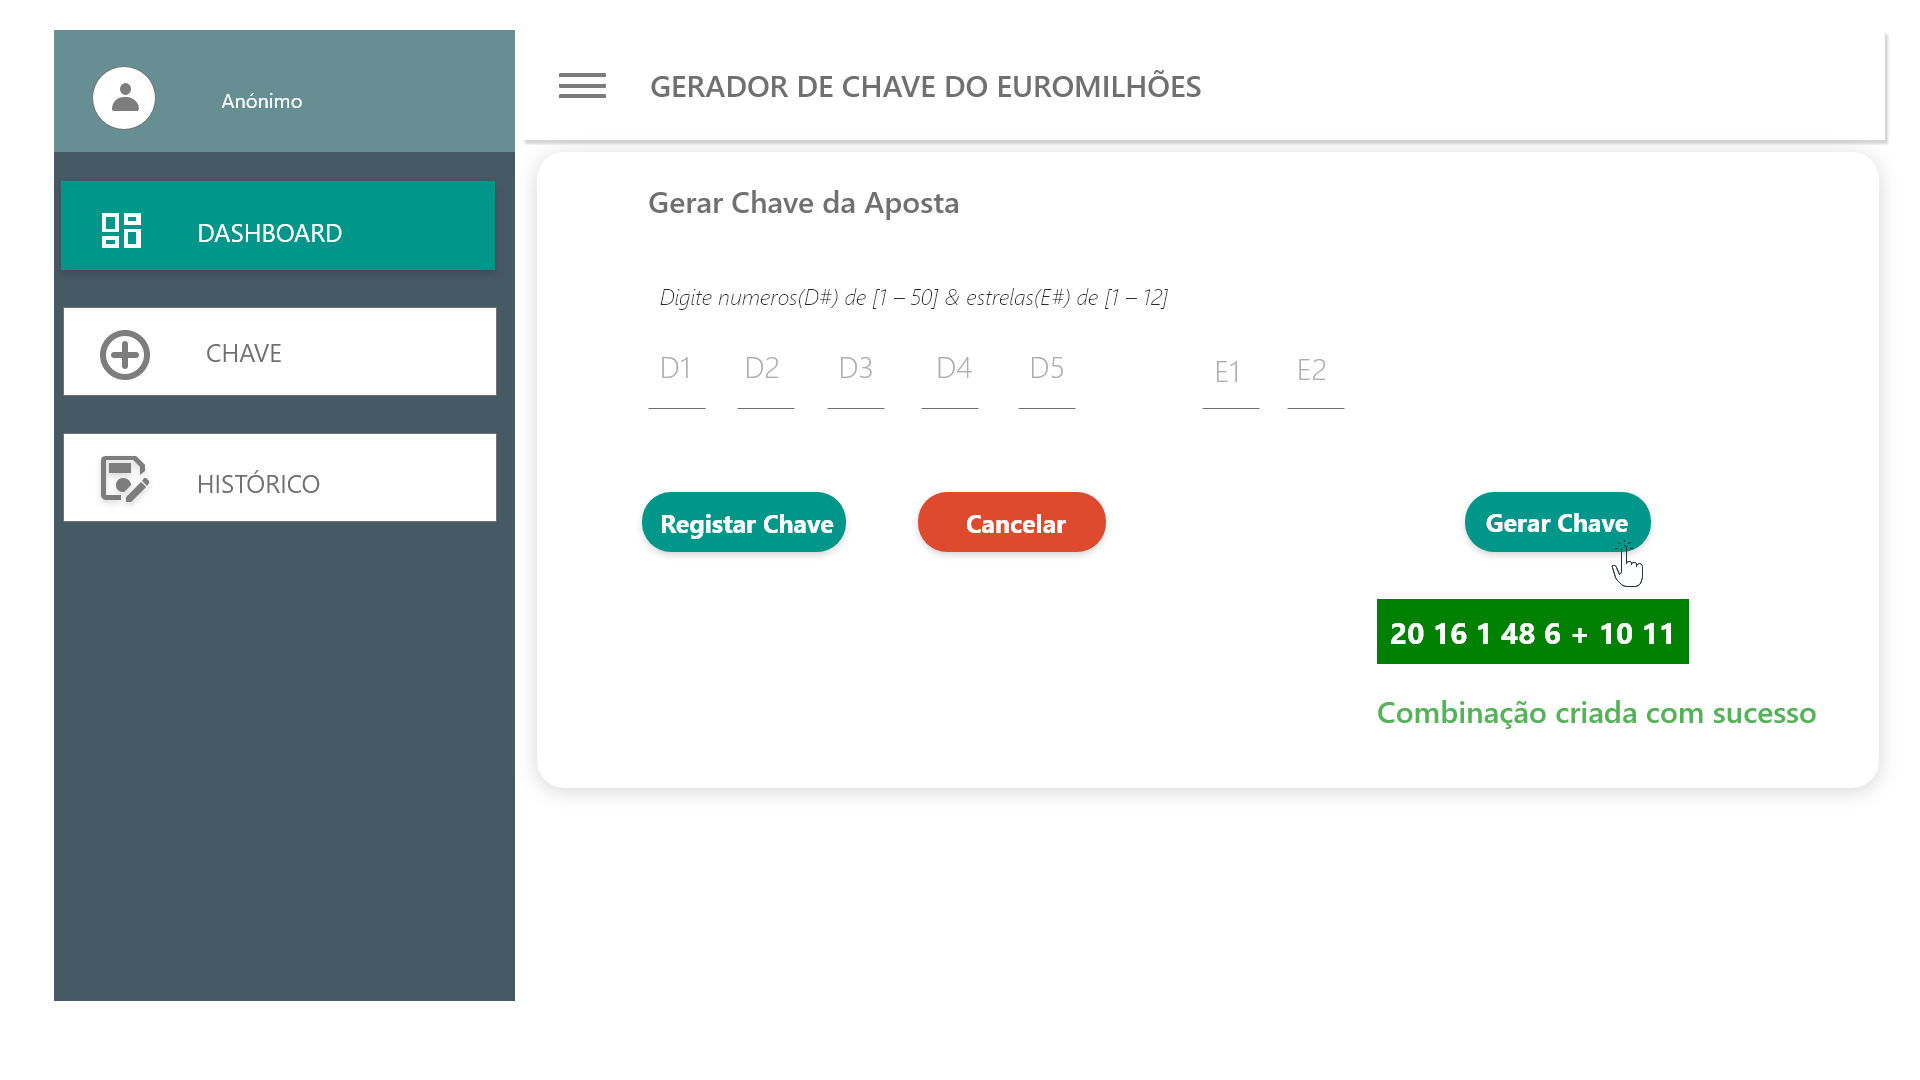 Anónimo
GERADOR DE CHAVE DO EUROMILHÕES
DASHBOARD
CHAVE
HISTÓRICO
Gerar Chave da Aposta
Digite numeros(D#) de [1 – 50] & estrelas(E#) de [1 – 12]
D1 D2 D3 D4 D5 E1 E2
Registar Chave Cancelar Gerar Chave
20 16 1 48 6 + 10 11
Combinação criada com sucesso